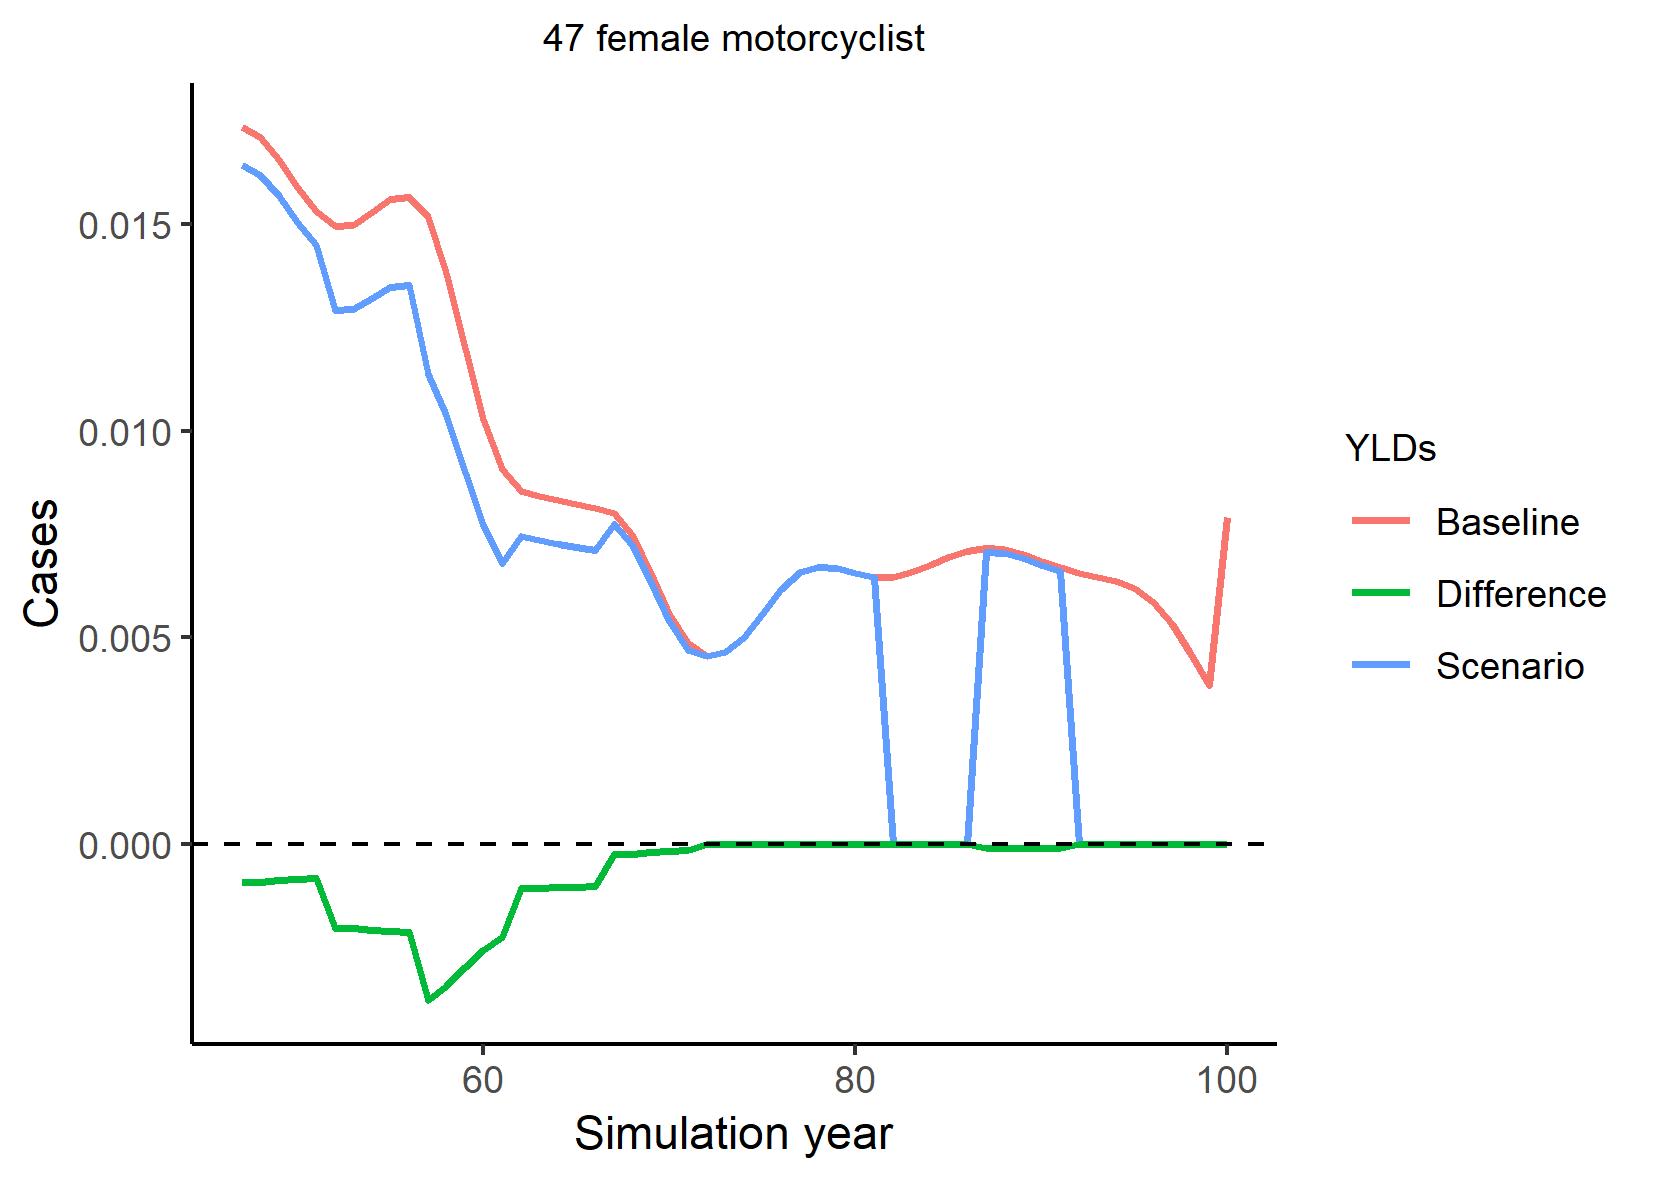 47 female motorcyclist
0.015
0.010
0.005
0.000
Cases
60 80 100
Simulation year
YLDs
Baseline
Difference
Scenario